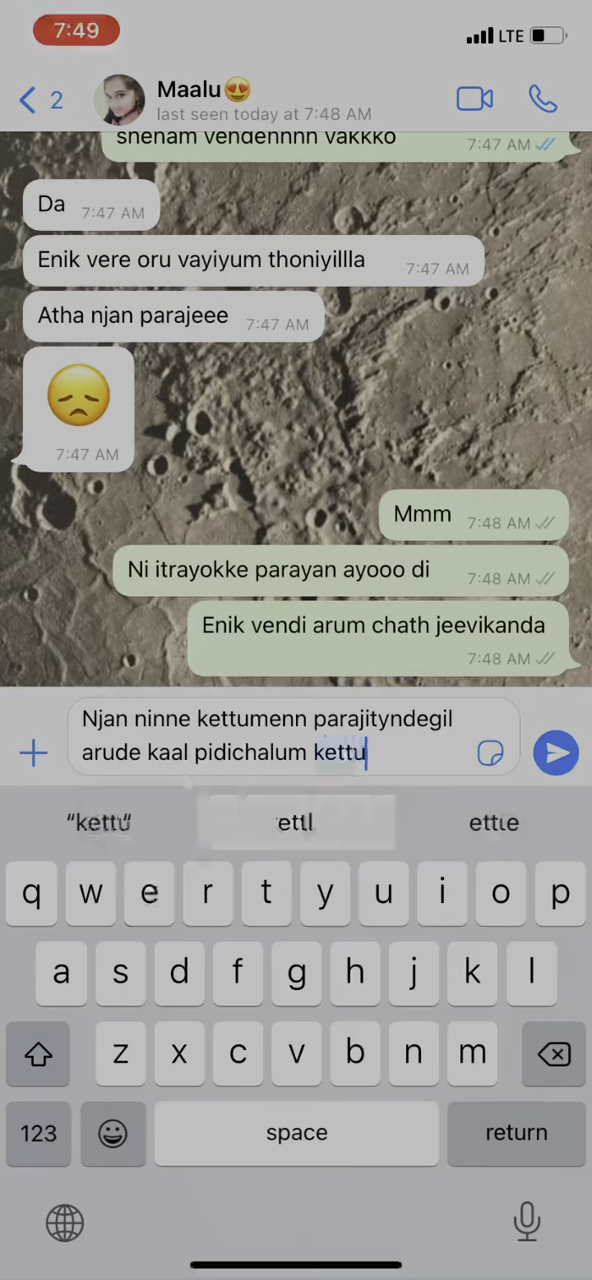 7:49
LTE
2
Maalu😍
last seen today at 7:48 AM
sneham vendennnn vakkko
7:47 AM
Da
7:47 AM
Enik vere oru vayiyum thoniyillla
7:47 AM
Atha njan parajeee
7:47 AM
😞
7:47 AM
Mmm
7:48 AM
Ni itrayokke parayan ayooo di
7:48 AM
Enik vendi arum chath jeevikanda
7:48 AM
Njan ninne kettumenn parajityndegil
arude kaal pidichalum kettu
“kettu“
q w e r t y u i o p
a s d f g h j k l
z x c v b n m
123
space
return